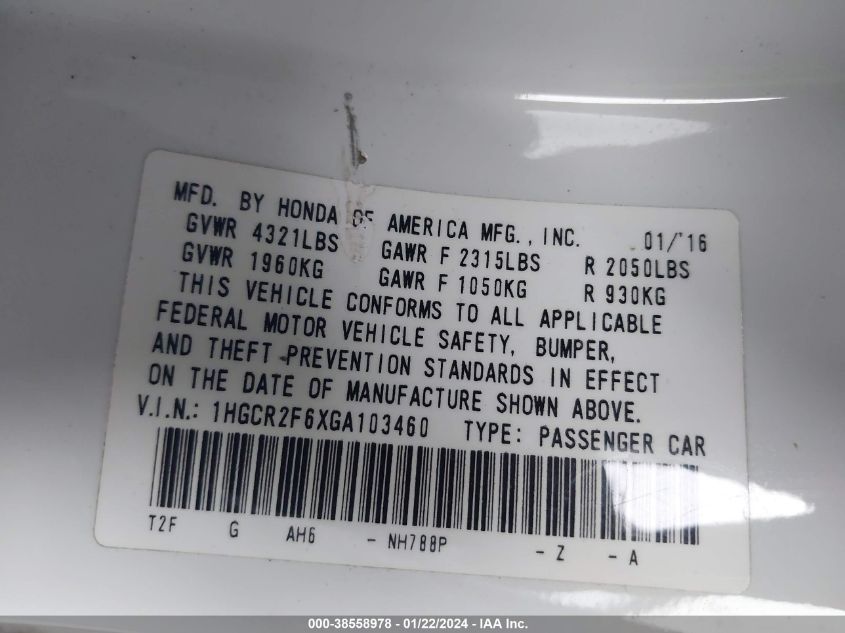 MFD. BY HONDA OF AMERICA MFG., INC. 01/'16
GVWR 4321LBS GAWR F 2315LBS R 2050LBS
GVWR 1960KG GAWR F 1050KG R 930KG
THIS VEHICLE CONFORMS TO ALL APPLICABLE
FEDERAL MOTOR VEHICLE SAFETY, BUMPER,
AND THEFT PREVENTION STANDARDS IN EFFECT
ON THE DATE OF MANUFACTURE SHOWN ABOVE.
V.I.N.: 1HGCR2F6XGA103460 TYPE: PASSENGER CAR
T2F G AH6 - NH788P - Z - A
000-38558978 - 01/22/2024 - IAA Inc.